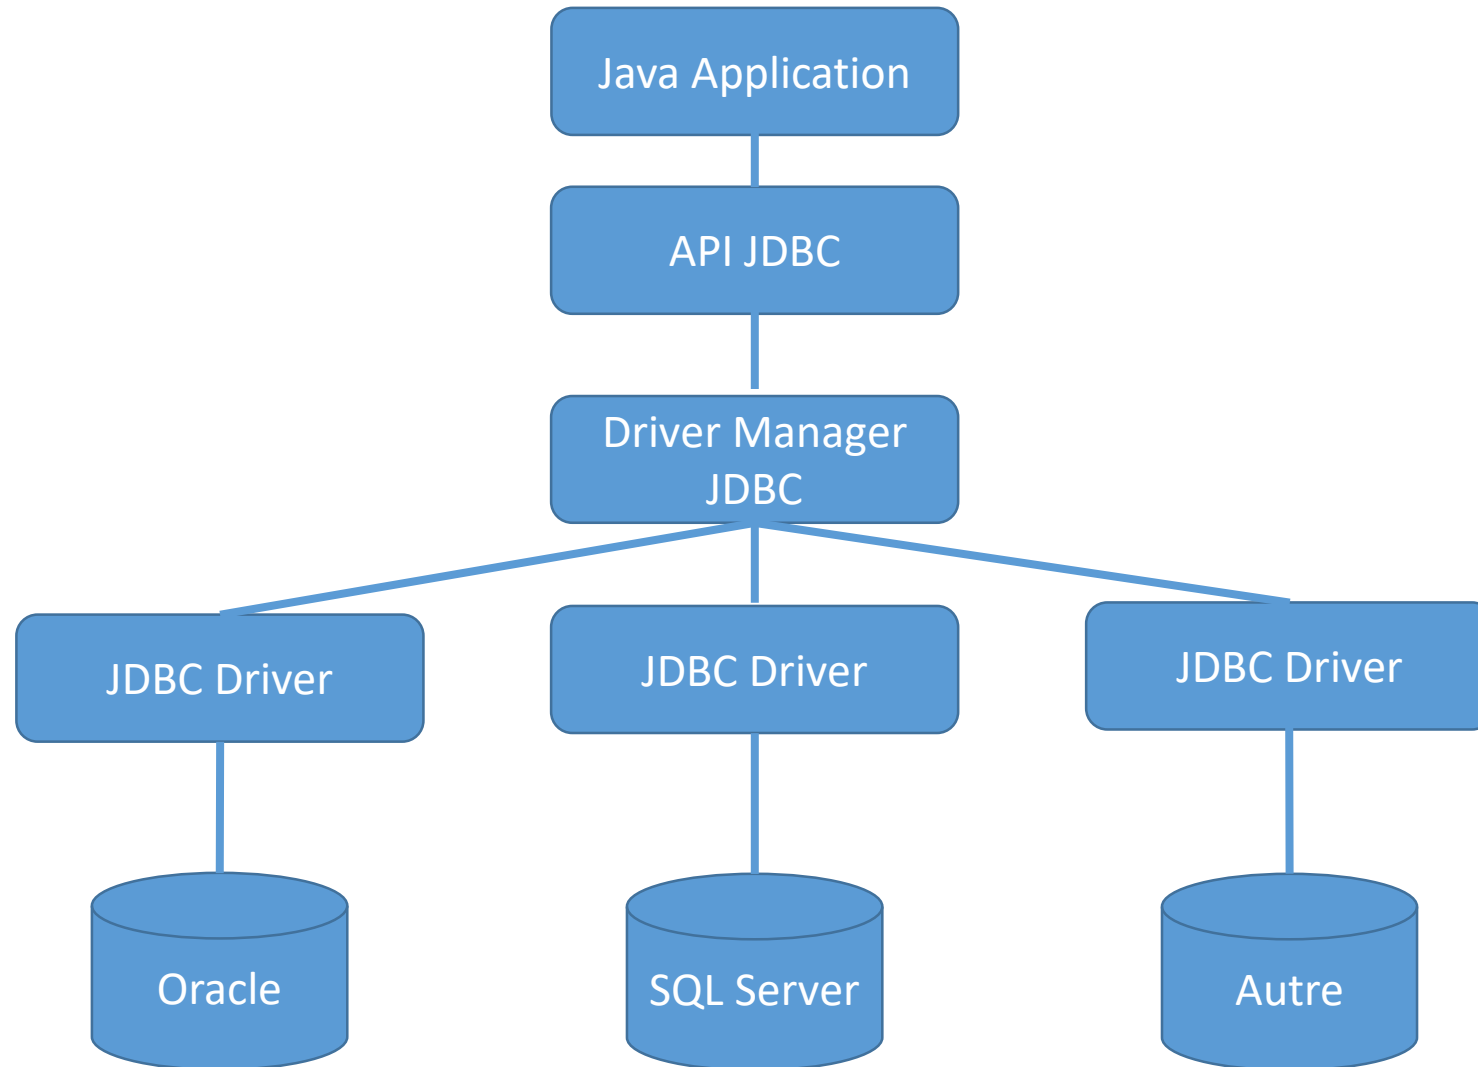 Java Application
API JDBC
Driver Manager
JDBC
JDBC Driver
JDBC Driver
JDBC Driver
Oracle
SQL Server
Autre